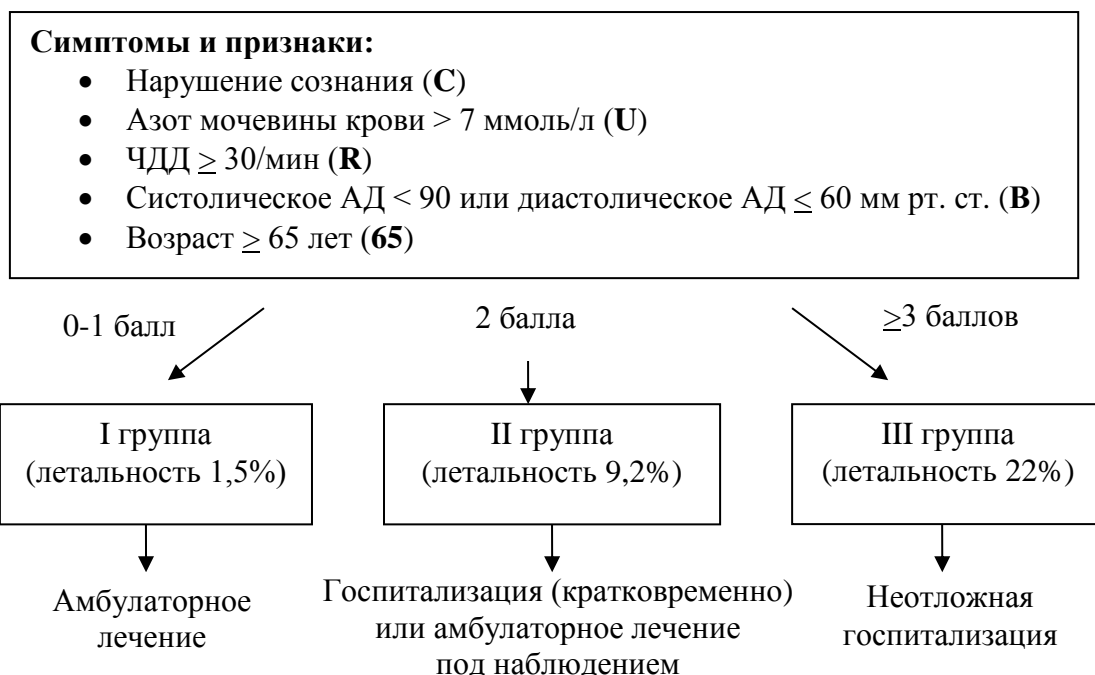 Симптомы и признаки:
• Нарушение сознания (C)
• Азот мочевины крови > 7 ммоль/л (U)
• ЧДД ≥ 30/мин (R)
• Систолическое АД < 90 или диастолическое АД ≤ 60 мм рт. ст. (B)
• Возраст ≥ 65 лет (65)
0-1 балл
2 балла
≥3 баллов
I группа
(летальность 1,5%)
II группа
(летальность 9,2%)
III группа
(летальность 22%)
Амбулаторное
лечение
Госпитализация (кратковременно)
или амбулаторное лечение
под наблюдением
Неотложная
госпитализация